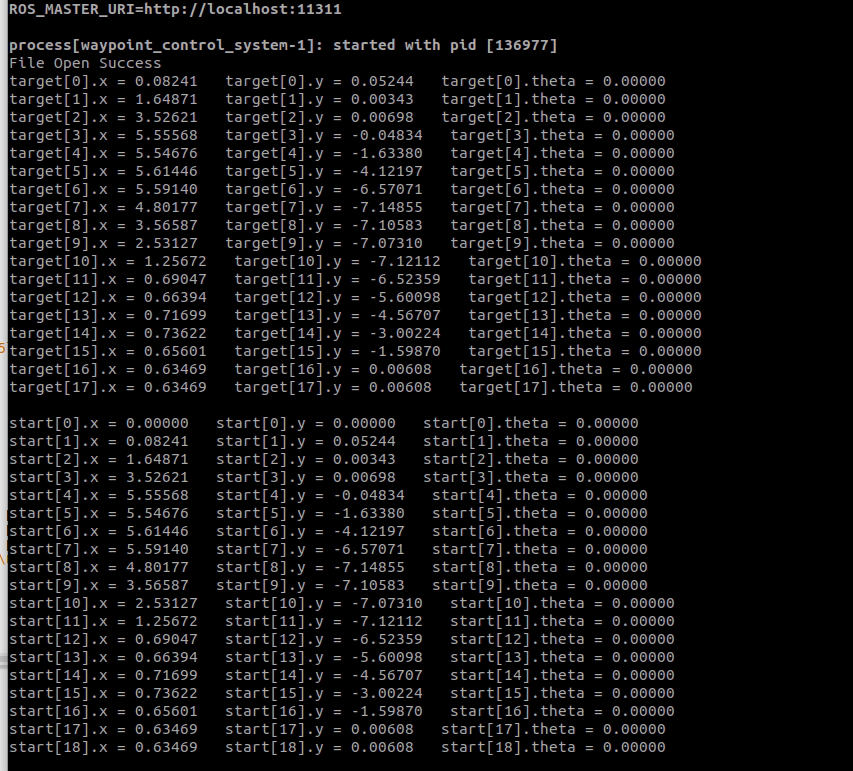 ROS_MASTER_URI=http://localhost:11311
process[waypoint_control_system-1]: started with pid [136977]
File Open Success
target[0].x = 0.08241   target[0].y = 0.05244   target[0].theta = 0.00000
target[1].x = 1.64871   target[1].y = 0.00343   target[1].theta = 0.00000
target[2].x = 3.52621   target[2].y = 0.00698   target[2].theta = 0.00000
target[3].x = 5.55568   target[3].y = -0.04834   target[3].theta = 0.00000
target[4].x = 5.54676   target[4].y = -1.63380   target[4].theta = 0.00000
target[5].x = 5.61446   target[5].y = -4.12197   target[5].theta = 0.00000
target[6].x = 5.59140   target[6].y = -6.57071   target[6].theta = 0.00000
target[7].x = 4.80177   target[7].y = -7.14855   target[7].theta = 0.00000
target[8].x = 3.56587   target[8].y = -7.10583   target[8].theta = 0.00000
target[9].x = 2.53127   target[9].y = -7.07310   target[9].theta = 0.00000
target[10].x = 1.25672   target[10].y = -7.12112   target[10].theta = 0.00000
target[11].x = 0.69047   target[11].y = -6.52359   target[11].theta = 0.00000
target[12].x = 0.66394   target[12].y = -5.60098   target[12].theta = 0.00000
target[13].x = 0.71699   target[13].y = -4.56707   target[13].theta = 0.00000
target[14].x = 0.73622   target[14].y = -3.00224   target[14].theta = 0.00000
target[15].x = 0.65601   target[15].y = -1.59870   target[15].theta = 0.00000
target[16].x = 0.63469   target[16].y = 0.00608   target[16].theta = 0.00000
target[17].x = 0.63469   target[17].y = 0.00608   target[17].theta = 0.00000
start[0].x = 0.00000   start[0].y = 0.00000   start[0].theta = 0.00000
start[1].x = 0.08241   start[1].y = 0.05244   start[1].theta = 0.00000
start[2].x = 1.64871   start[2].y = 0.00343   start[2].theta = 0.00000
start[3].x = 3.52621   start[3].y = 0.00698   start[3].theta = 0.00000
start[4].x = 5.55568   start[4].y = -0.04834   start[4].theta = 0.00000
start[5].x = 5.54676   start[5].y = -1.63380   start[5].theta = 0.00000
start[6].x = 5.61446   start[6].y = -4.12197   start[6].theta = 0.00000
start[7].x = 5.59140   start[7].y = -6.57071   start[7].theta = 0.00000
start[8].x = 4.80177   start[8].y = -7.14855   start[8].theta = 0.00000
start[9].x = 3.56587   start[9].y = -7.10583   start[9].theta = 0.00000
start[10].x = 2.53127   start[10].y = -7.07310   start[10].theta = 0.00000
start[11].x = 1.25672   start[11].y = -7.12112   start[11].theta = 0.00000
start[12].x = 0.69047   start[12].y = -6.52359   start[12].theta = 0.00000
start[13].x = 0.66394   start[13].y = -5.60098   start[13].theta = 0.00000
start[14].x = 0.71699   start[14].y = -4.56707   start[14].theta = 0.00000
start[15].x = 0.73622   start[15].y = -3.00224   start[15].theta = 0.00000
start[16].x = 0.65601   start[16].y = -1.59870   start[16].theta = 0.00000
start[17].x = 0.63469   start[17].y = 0.00608   start[17].theta = 0.00000
start[18].x = 0.63469   start[18].y = 0.00608   start[18].theta = 0.00000